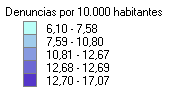 Denuncias por 10.000 habitantes
6,10 - 7,58
7,59 - 10,80
10,81 - 12,67
12,68 - 12,69
12,70 - 17,07